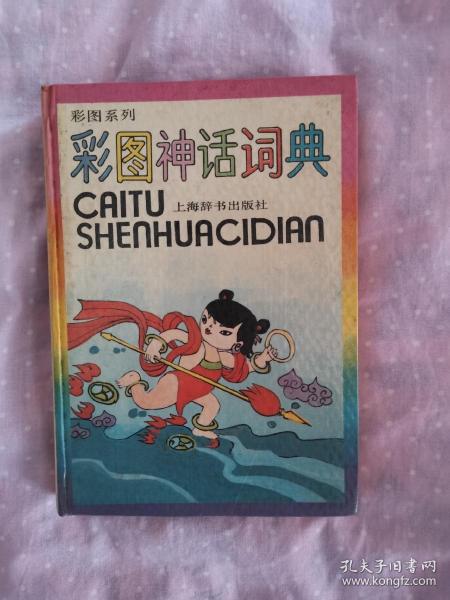 彩图系列
彩图神话词典
CAITU 上海辞书出版社
SHENHUACIDIAN
孔夫子旧书网
www.kongfz.com